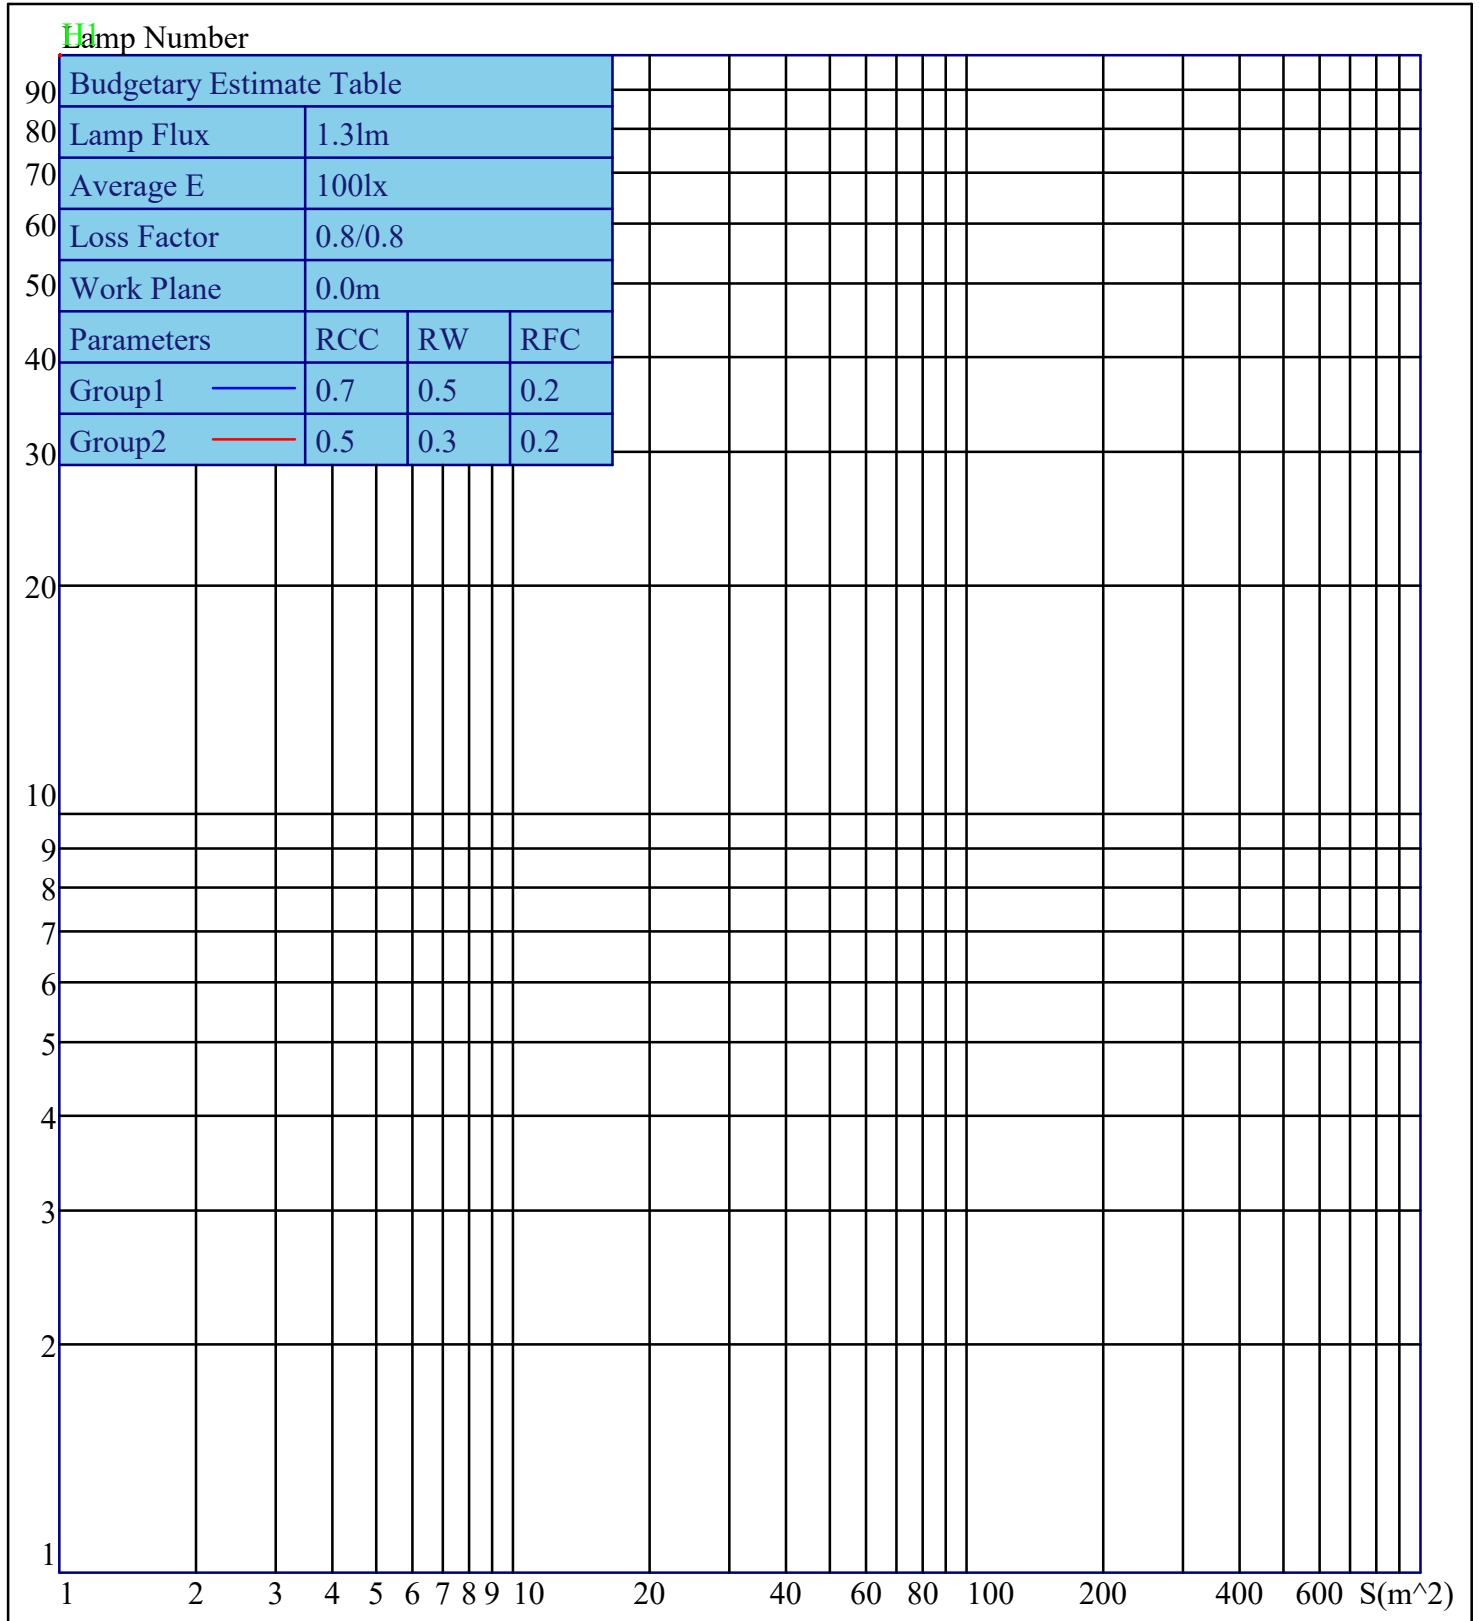 Lamp Number
Budgetary Estimate Table
Lamp Flux 1.3lm
Average E 100lx
Loss Factor 0.8/0.8
Work Plane 0.0m
Parameters RCC RW RFC
Group1 0.7 0.5 0.2
Group2 0.5 0.3 0.2
90
80
70
60
50
40
30
20
10
9
8
7
6
5
4
3
2
1
1 2 3 4 5 6 7 8 9 10 20 40 60 80 100 200 400 600 S(m^2)